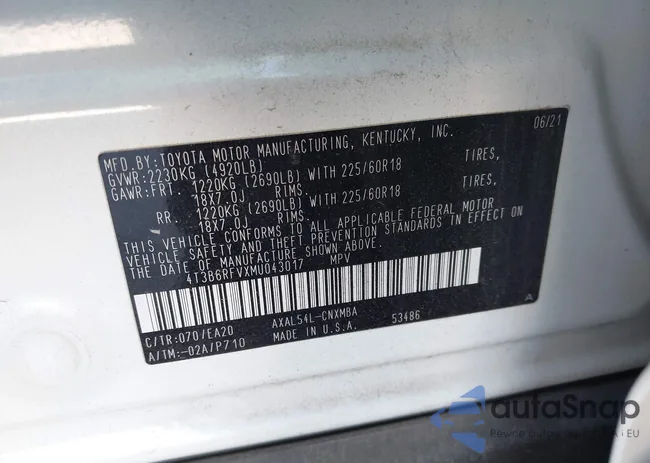 MFD.BY:TOYOTA MOTOR MANUFACTURING, KENTUCKY, INC. 06/21
GVWR:2230KG (4920LB)
GAWR:FRT. 1220KG (2690LB) WITH 225/60R18 TIRES,
18X7.0J RIMS.
RR. 1220KG (2690LB) WITH 225/60R18 TIRES,
18X7.0J RIMS.
THIS VEHICLE CONFORMS TO ALL APPLICABLE FEDERAL MOTOR
VEHICLE SAFETY AND THEFT PREVENTION STANDARDS IN EFFECT ON
THE DATE OF MANUFACTURE SHOWN ABOVE.
4T3B6RFVXMU043017 MPV
C/TR:070/EA20 AXAL54L-CNXMBA 53486 A
A/TM:-02A/P710 MADE IN U.S.A.
autaSnap
EU